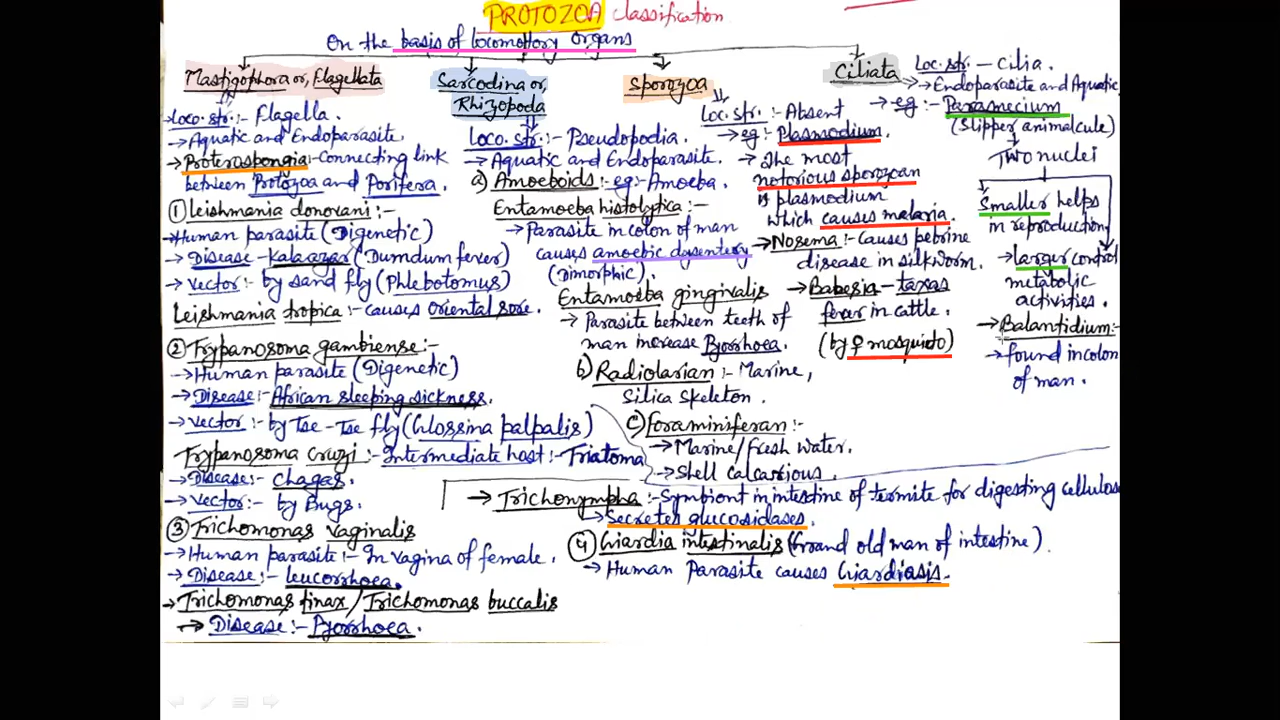 PROTOZOA classification
On the basis of locomottory organs
Mastigophora or, Flagellata
Loco. str:- Flagella.
→ Aquatic and Endoparasite.
→ Proterospongia:-Connecting link
between Protozoa and Porifera.
① Leishmania donovani:-
→ Human parasite (Digenetic)
→ Disease - Kalaazar (Dumdum fever)
→ Vector:- by sand fly (Phlebotomus)
Leishmania tropica:- causes oriental sore.
② Trypanosoma gambiense:-
→ Human parasite (Digenetic)
→ Disease:- African sleeping sickness.
→ Vector:- by Tse-Tse fly (Glossina palpalis)
Trypanosoma cruzi:- Intermediate host:- Triatoma
→ Disease:- chagas.
→ Vector:- by Bugs.
③ Trichomonas vaginalis
→ Human parasite:- In vagina of female.
→ Disease:- leucorrhoea.
→ Trichomonas tinax/Trichomonas buccalis
→ Disease:- Pyorrhoea.
Sarcodina or,
Rhizopoda
Loco. str:- Pseudopodia.
→ Aquatic and Endoparasite.
a) Amoeboids:- eg:- Amoeba.
Entamoeba histolytica:-
→ Parasite in colon of man
causes amoebic dysentery
(Dimorphic).
Entamoeba gingivalis
→ Parasite between teeth of
man increase Pyorrhoea.
b) Radiolarian:- Marine,
Silica skeleton.
c) foraminiferan:-
→ Marine/fresh water.
→ Shell calcarious.
→ Trichonympha:-Symbiont in intestine of termite for digesting cellulose
→ Secretes glucosidases.
④ Giardia intestinalis (Grand old man of intestine).
→ Human Parasite causes Giardiasis.
Sporozoa
Loc. str.:- Absent
→ eg:- Plasmodium.
→ The most
notorious sporozoan
is plasmodium
which causes malaria.
→ Nosema:- causes pebrine
disease in silkworm.
→ Babesia - taxas
fever in cattle.
(by ♀ mosquito)
Ciliata
Loc. str - Cilia.
→ Endoparasite and Aquatic
→ eg:- Paramecium
(Slipper animalcule)
Two nuclei
Smaller helps
in reproduction
→ larger control
metabolic
activities.
→ Balantidium:-
→ found in colon
of man.